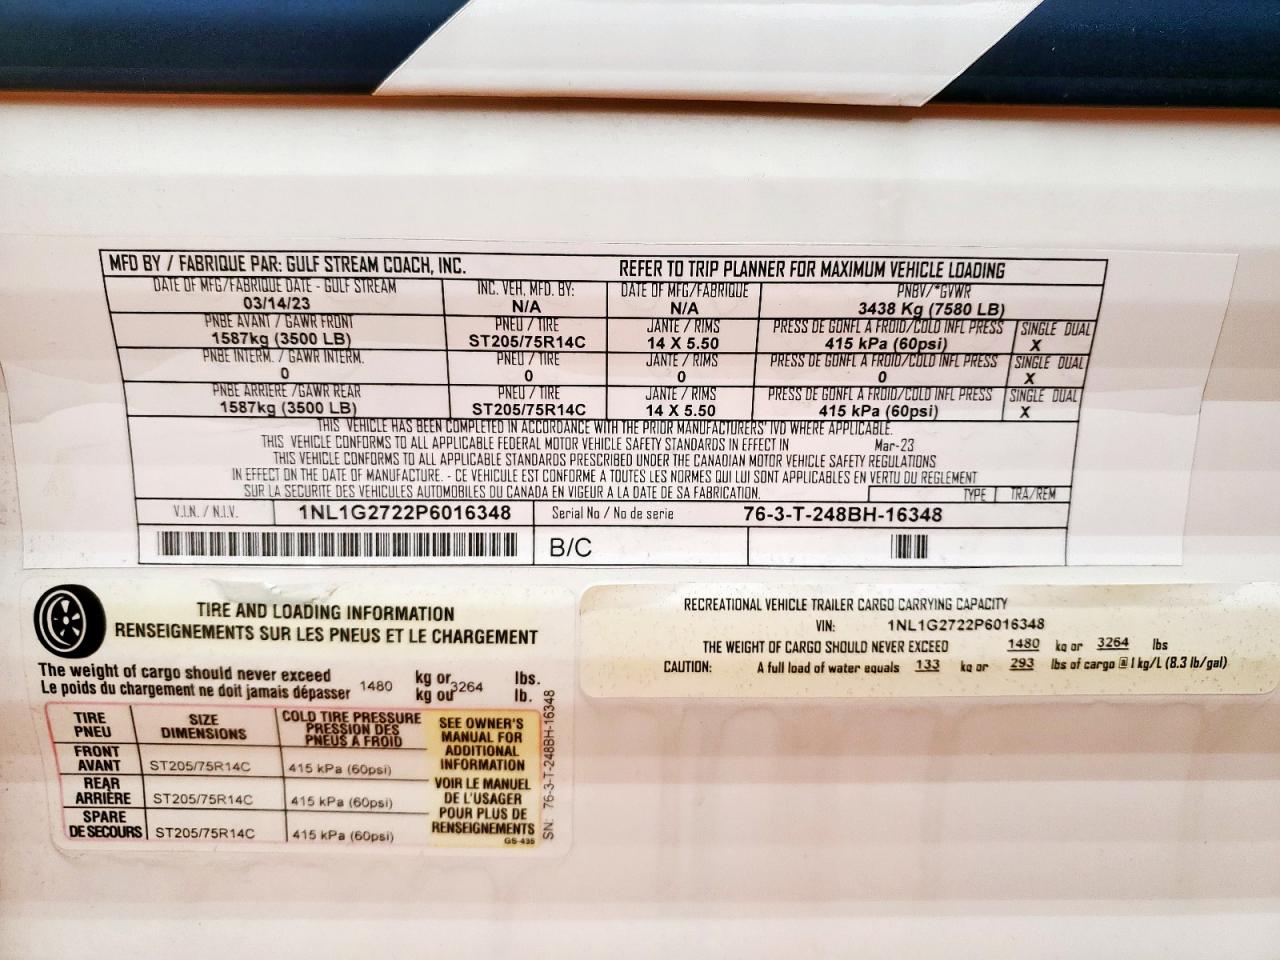 MFD BY / FABRIQUE PAR: GULF STREAM COACH, INC. REFER TO TRIP PLANNER FOR MAXIMUM VEHICLE LOADING
DATE OF MFG/FABRIQUE DATE - GULF STREAM INC. VEH. MFD. BY: DATE OF MFG/FABRIQUE PNBV/*GVWR
03/14/23 N/A N/A 3438 Kg (7580 LB)
PNBE AVANT / GAWR FRONT PNEU / TIRE JANTE / RIMS PRESS DE GONFL A FROID/COLD INFL PRESS SINGLE DUAL
1587kg (3500 LB) ST205/75R14C 14 X 5.50 415 kPa (60psi) X
PNBE INTERM. / GAWR INTERM. PNEU / TIRE JANTE / RIMS PRESS DE GONFL A FROID/COLD INFL PRESS SINGLE DUAL
0 0 0 0 X
PNBE ARRIERE /GAWR REAR PNEU / TIRE JANTE / RIMS PRESS DE GONFL A FROID/COLD INFL PRESS SINGLE DUAL
1587kg (3500 LB) ST205/75R14C 14 X 5.50 415 kPa (60psi) X
THIS VEHICLE HAS BEEN COMPLETED IN ACCORDANCE WITH THE PRIOR MANUFACTURERS' IVD WHERE APPLICABLE.
THIS VEHICLE CONFORMS TO ALL APPLICABLE FEDERAL MOTOR VEHICLE SAFETY STANDARDS IN EFFECT IN Mar-23
THIS VEHICLE CONFORMS TO ALL APPLICABLE STANDARDS PRESCRIBED UNDER THE CANADIAN MOTOR VEHICLE SAFETY REGULATIONS
IN EFFECT ON THE DATE OF MANUFACTURE. - CE VEHICULE EST CONFORME A TOUTES LES NORMES QUI LUI SONT APPLICABLES EN VERTU DU REGLEMENT
SUR LA SECURITE DES VEHICULES AUTOMOBILES DU CANADA EN VIGEUR A LA DATE DE SA FABRICATION. TYPE TRA/REM
V.I.N. / N.I.V. 1NL1G2722P6016348 Serial No / No de serie 76-3-T-248BH-16348
B/C
TIRE AND LOADING INFORMATION
RENSEIGNEMENTS SUR LES PNEUS ET LE CHARGEMENT
The weight of cargo should never exceed kg or lbs.
Le poids du chargement ne doit jamais dépasser 1480 kg ou 3264 lb.
TIRE SIZE COLD TIRE PRESSURE
PNEU DIMENSIONS PRESSION DES
PNEUS A FROID
FRONT
AVANT ST205/75R14C 415 kPa (60psi)
REAR
ARRIÈRE ST205/75R14C 415 kPa (60psi)
SPARE
DE SECOURS ST205/75R14C 415 kPa (60psi)
SEE OWNER'S
MANUAL FOR
ADDITIONAL
INFORMATION
VOIR LE MANUEL
DE L'USAGER
POUR PLUS DE
RENSEIGNEMENTS
GS-435
SN: 76-3-T-248BH-16348
RECREATIONAL VEHICLE TRAILER CARGO CARRYING CAPACITY
VIN: 1NL1G2722P6016348
THE WEIGHT OF CARGO SHOULD NEVER EXCEED 1480 kg or 3264 lbs
CAUTION: A full load of water equals 133 kg or 293 lbs of cargo @ 1 kg/L (8.3 lb/gal)